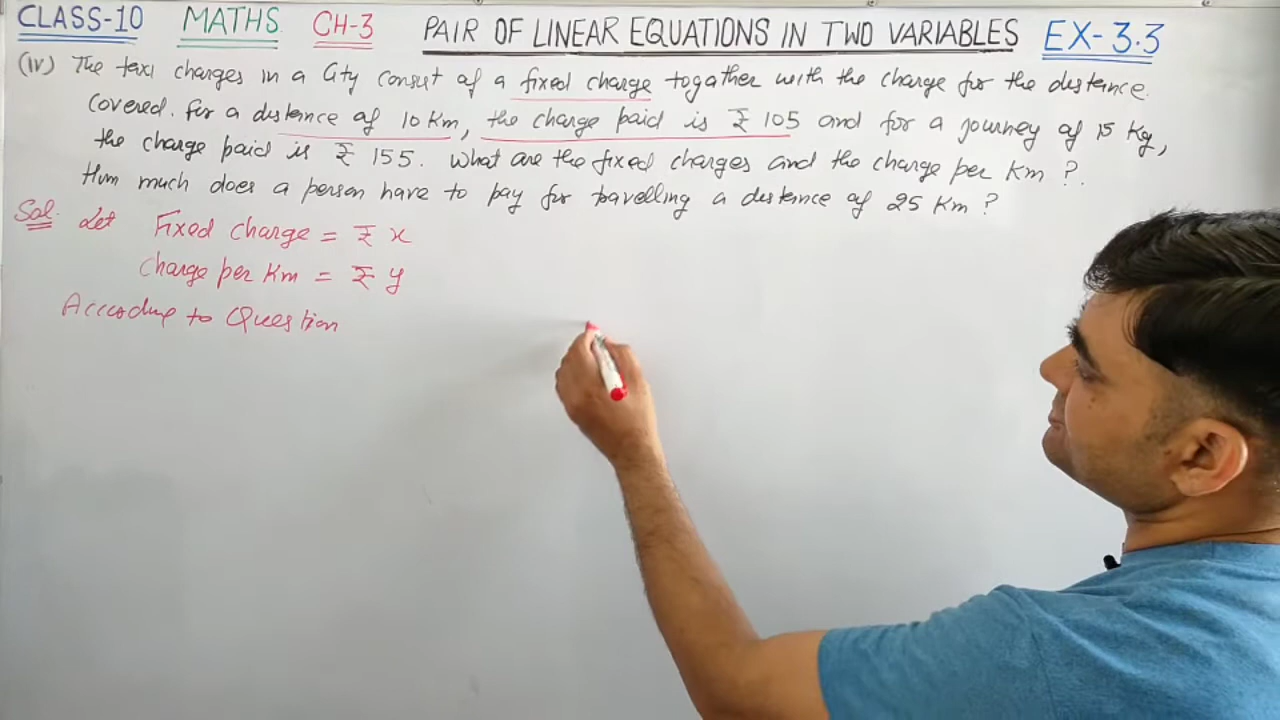 CLASS-10 MATHS CH-3 PAIR OF LINEAR EQUATIONS IN TWO VARIABLES EX-3.3
(iv) The taxi charges in a City consist of a fixed charge togather with the charge for the distance
Covered. for a distance of 10 Km, the charge paid is ₹ 105 and for a journey of 15 Kg,
the charge paid is ₹ 155. What are the fixed charges and the charge per Km ?
How much does a person have to pay for travelling a distance of 25 Km ?
Sol. Let Fixed charge = ₹ x
Charge per Km = ₹ y
According to Question